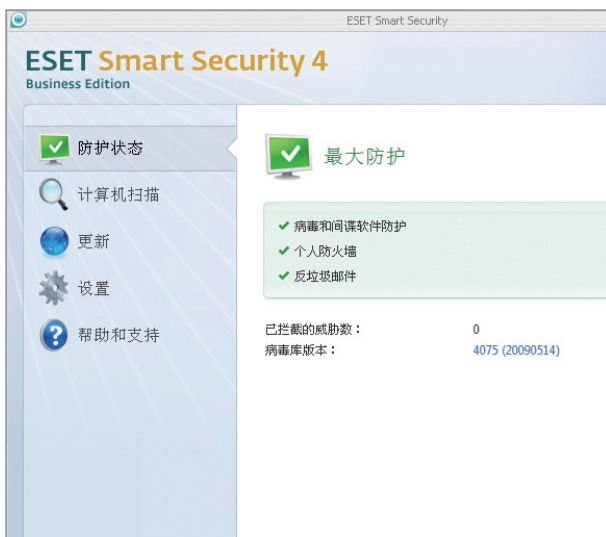 ESET Smart Security
ESET Smart Security 4
Business Edition
防护状态
计算机扫描
更新
设置
帮助和支持
最大防护
病毒和间谍软件防护
个人防火墙
反垃圾邮件
已拦截的威胁数： 0
病毒库版本： 4075 (20090514)